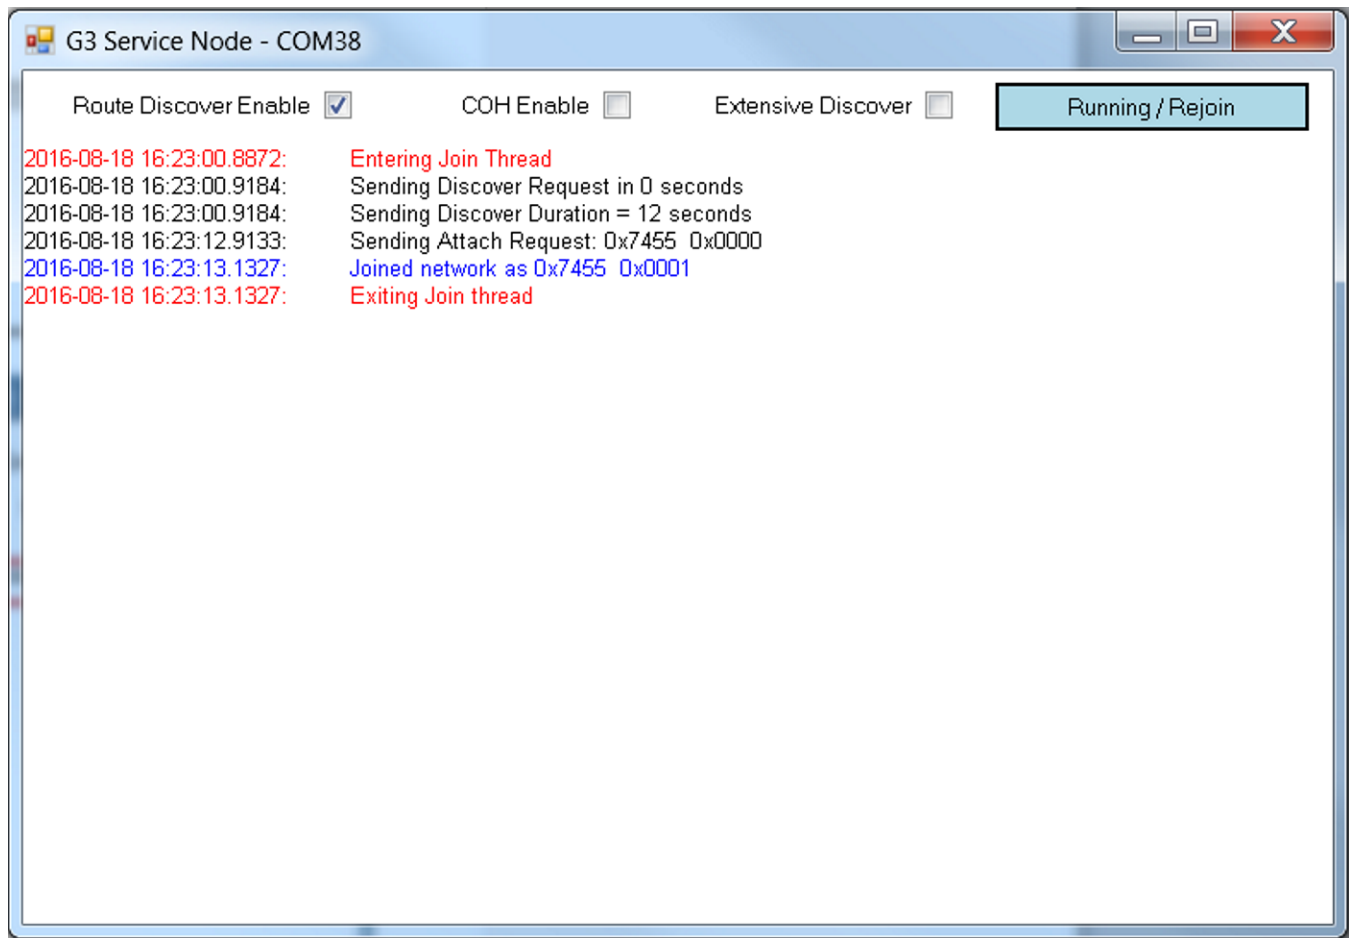 G3 Service Node - COM38
Route Discover Enable COH Enable Extensive Discover Running / Rejoin
2016-08-18 16:23:00.8872: Entering Join Thread
2016-08-18 16:23:00.9184: Sending Discover Request in 0 seconds
2016-08-18 16:23:00.9184: Sending Discover Duration = 12 seconds
2016-08-18 16:23:12.9133: Sending Attach Request: 0x7455 0x0000
2016-08-18 16:23:13.1327: Joined network as 0x7455 0x0001
2016-08-18 16:23:13.1327: Exiting Join thread